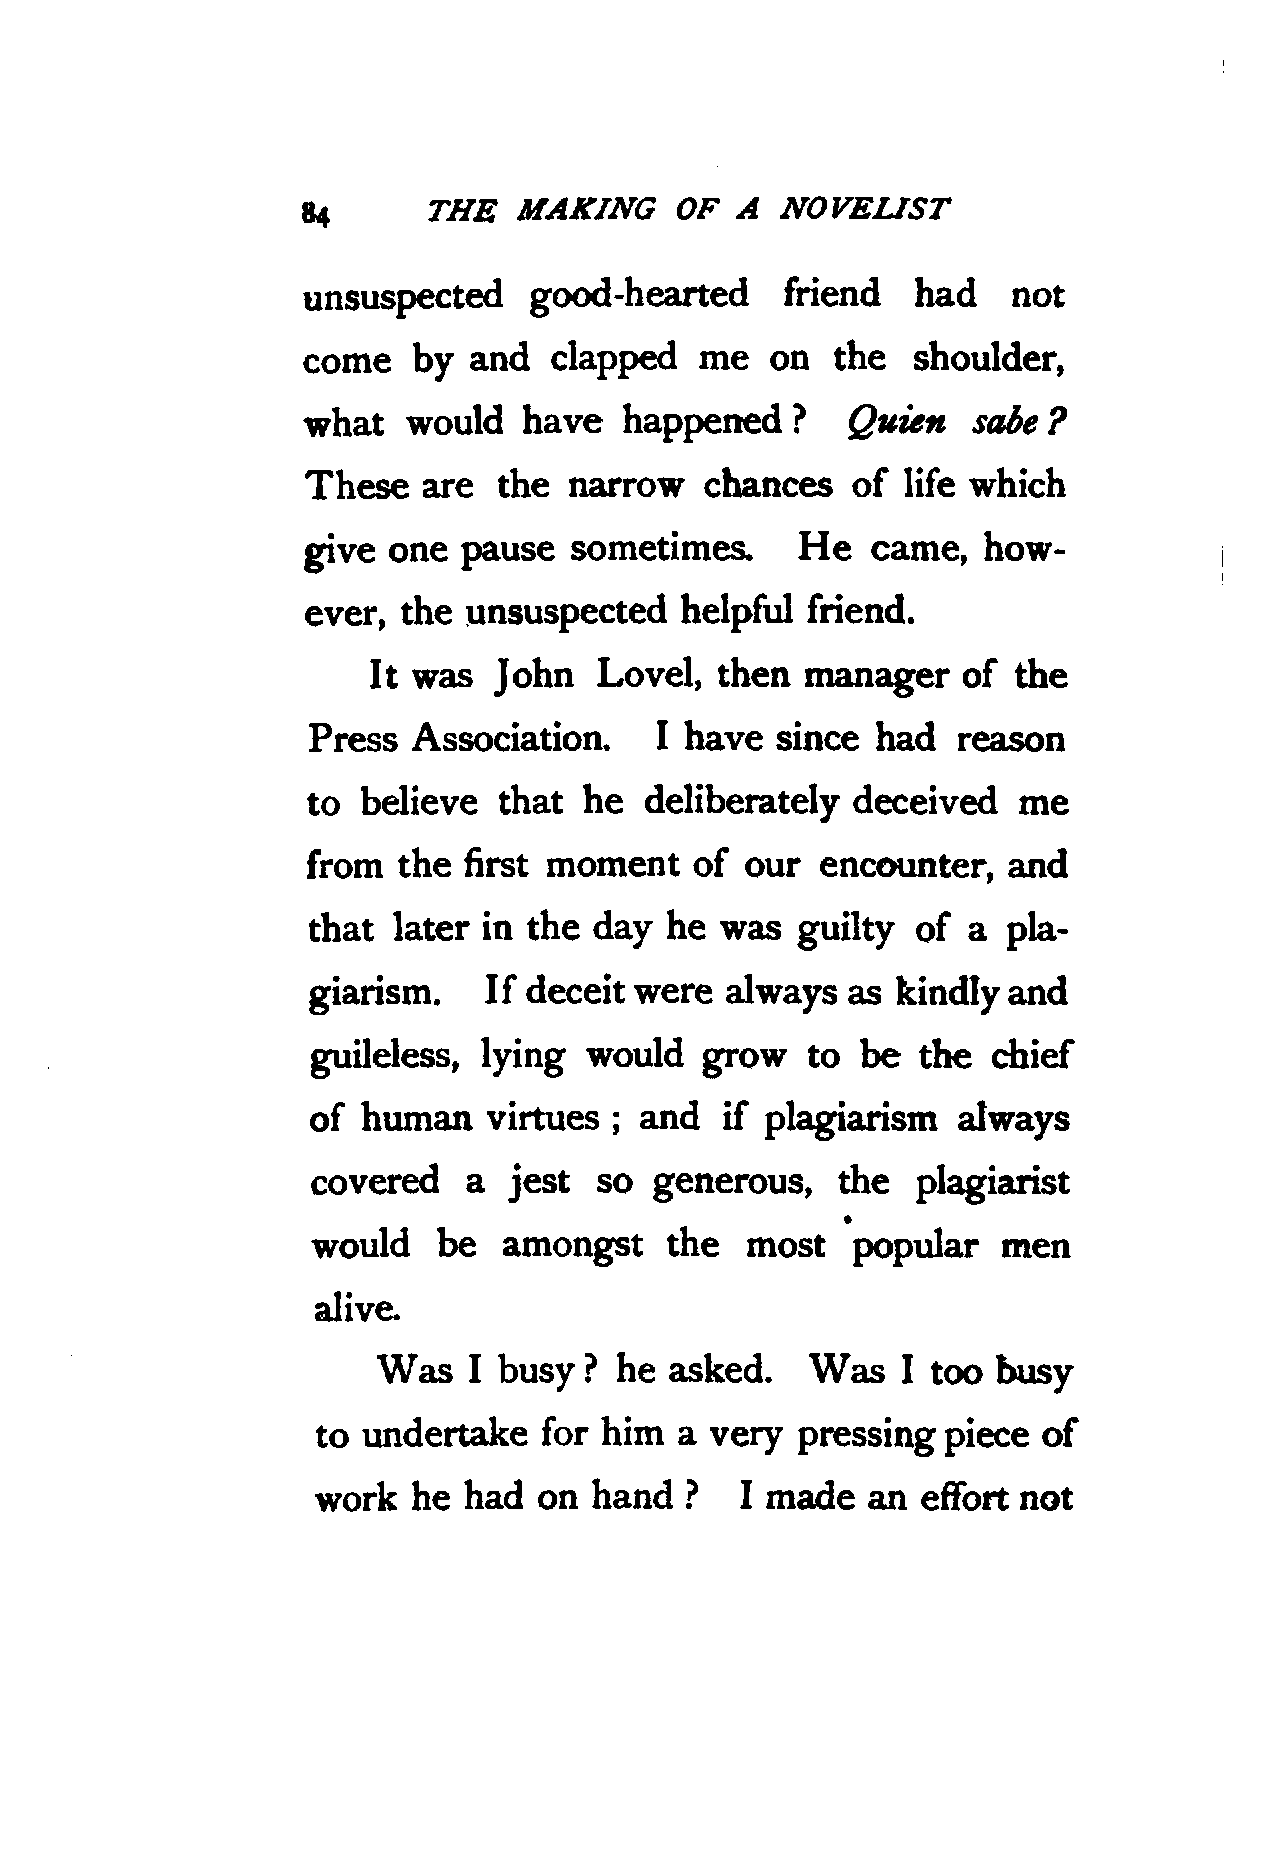 84 THE MAKING OF A NOVELIST
unsuspected good-hearted friend had not
come by and clapped me on the shoulder,
what would have happened ? Quien sabe ?
These are the narrow chances of life which
give one pause sometimes. He came, how-
ever, the unsuspected helpful friend.
It was John Lovel, then manager of the
Press Association. I have since had reason
to believe that he deliberately deceived me
from the first moment of our encounter, and
that later in the day he was guilty of a pla-
giarism. If deceit were always as kindly and
guileless, lying would grow to be the chief
of human virtues ; and if plagiarism always
covered a jest so generous, the plagiarist
would be amongst the most popular men
alive.
Was I busy ? he asked. Was I too busy
to undertake for him a very pressing piece of
work he had on hand ? I made an effort not